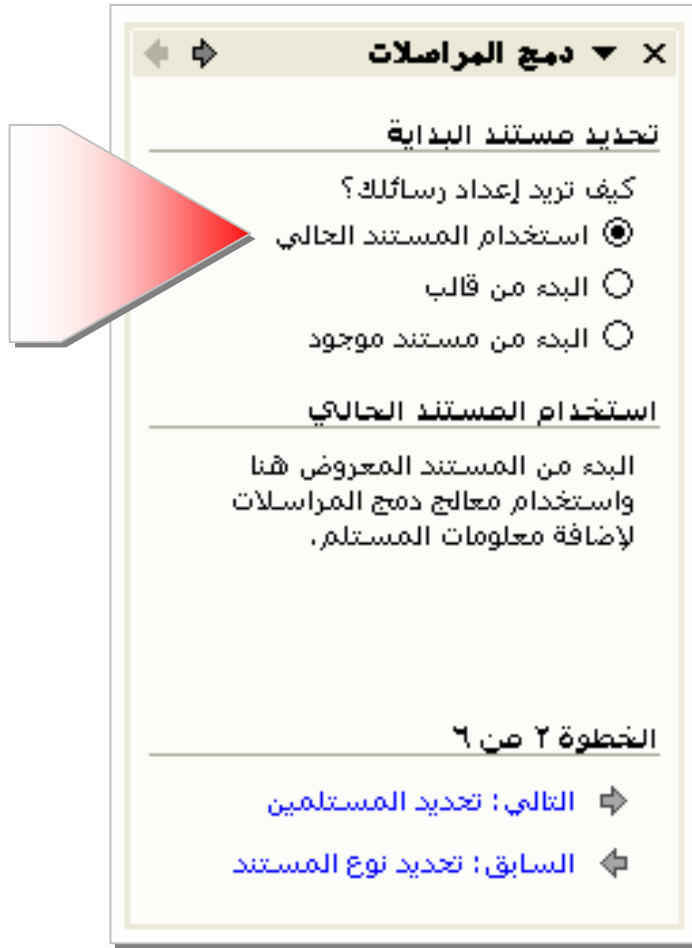 دمج المراصلات
تحديد مستند البداية
كيف تريد إعداد رسائلك؟
استخدام المستند الحالي
البدء من قالب
البدء من مستند موجود
استخدام المستند الحالي
البدء من المستند المعروض هنا
واستخدام معالج دمج المراسلات
لإضافة معلومات المستلم.
الخطوة ٢ من ٦
التالي: تحديد المستلمين
السابق: تحديد نوع المستند